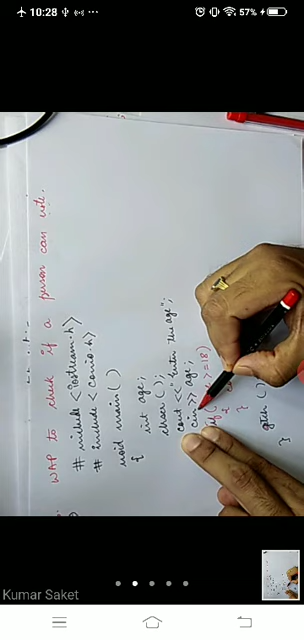 10:28
57%
WAP to check if a person can vote.
# include <iostream.h>
# include <conio.h>
void main ( )
{
int age;
clrscr ( );
cout << "Enter the age";
cin >> age;
>= 18)
{
}
getch ( )
}
Kumar Saket